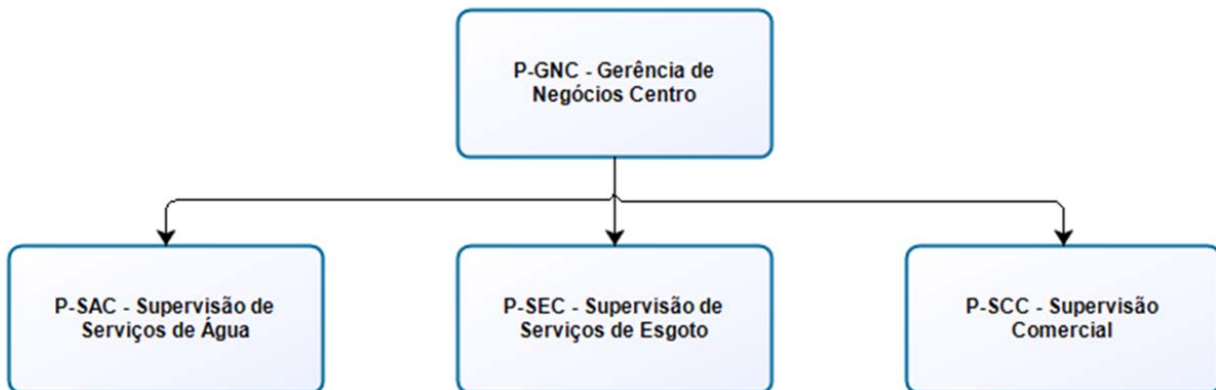 P-GNC - Gerência de
Negócios Centro
P-SAC - Supervisão de
Serviços de Água
P-SEC - Supervisão de
Serviços de Esgoto
P-SCC - Supervisão
Comercial